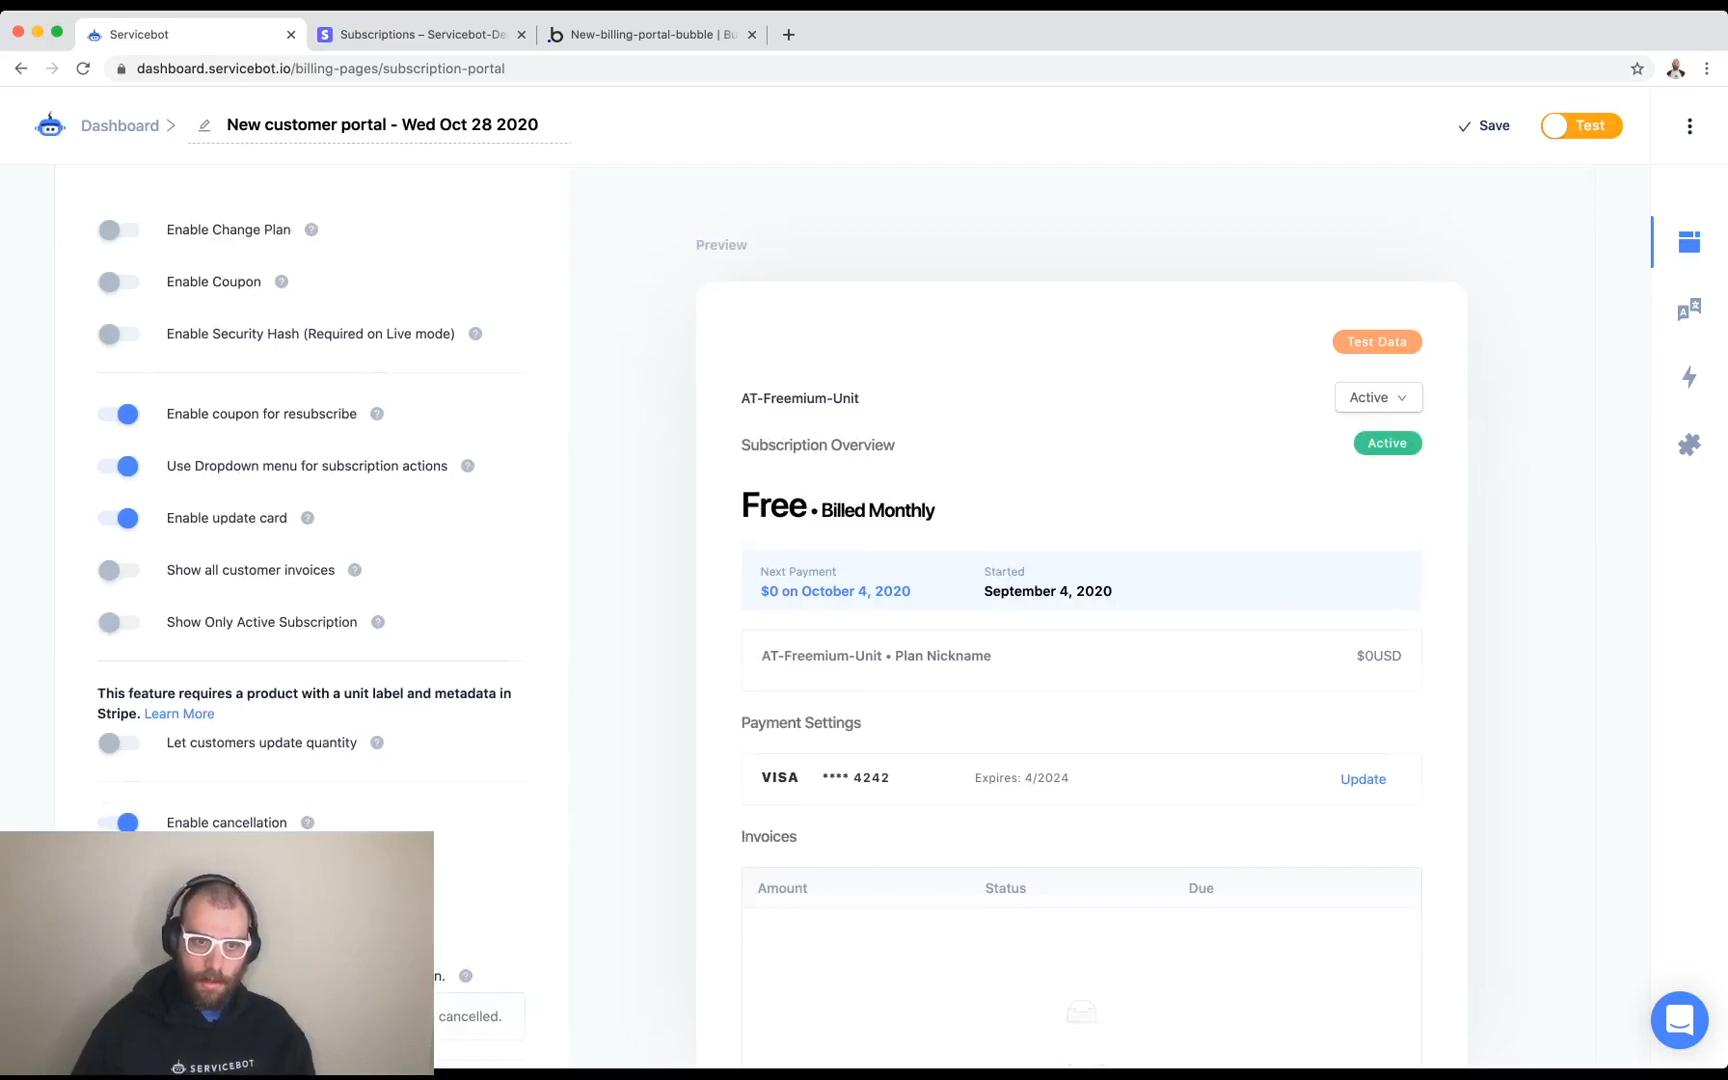 Servicebot
Subscriptions – Servicebot-De
New-billing-portal-bubble | Bu
dashboard.servicebot.io/billing-pages/subscription-portal
Dashboard
New customer portal - Wed Oct 28 2020
Save
Test
Enable Change Plan
Enable Coupon
Enable Security Hash (Required on Live mode)
Enable coupon for resubscribe
Use Dropdown menu for subscription actions
Enable update card
Show all customer invoices
Show Only Active Subscription
This feature requires a product with a unit label and metadata in
Stripe. Learn More
Let customers update quantity
Enable cancellation
n.
cancelled.
SERVICEBOT
Preview
Test Data
AT-Freemium-Unit
Active
Subscription Overview
Active
Free • Billed Monthly
Next Payment
Started
$0 on October 4, 2020
September 4, 2020
AT-Freemium-Unit • Plan Nickname
$0USD
Payment Settings
VISA **** 4242
Expires: 4/2024
Update
Invoices
Amount
Status
Due